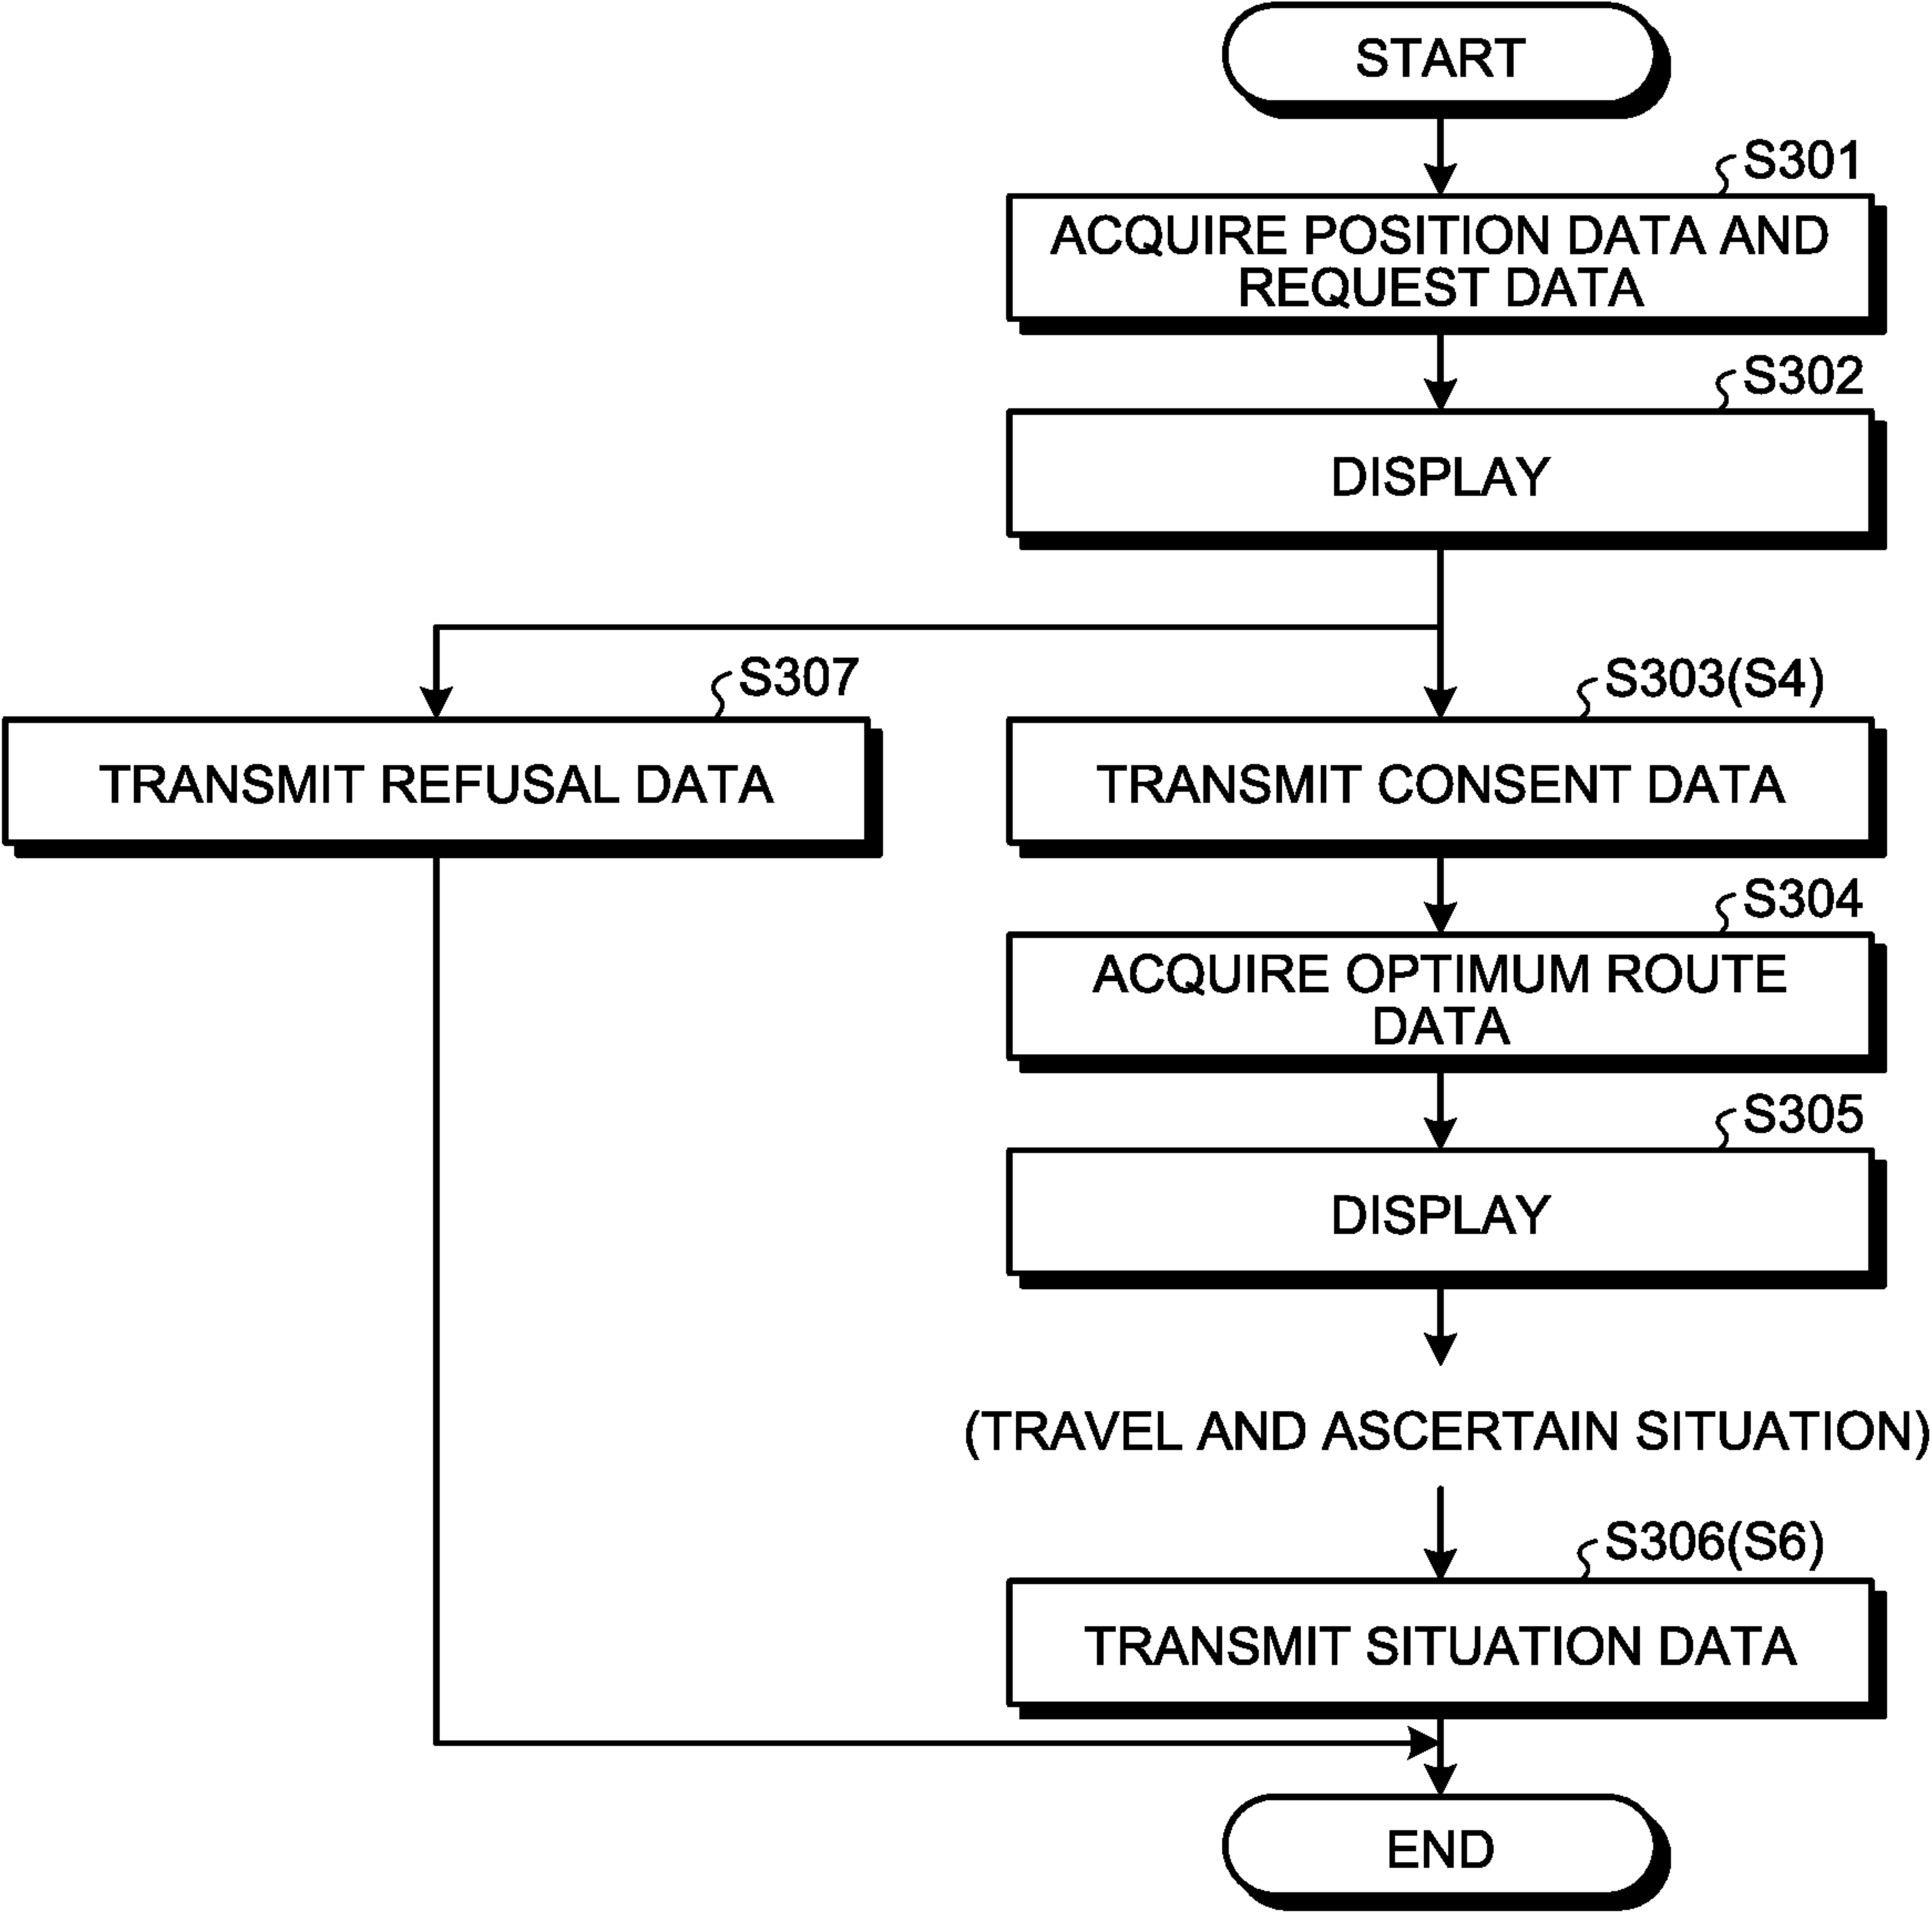 START
S301
ACQUIRE POSITION DATA AND
REQUEST DATA
S302
DISPLAY
S307
TRANSMIT REFUSAL DATA
S303(S4)
TRANSMIT CONSENT DATA
S304
ACQUIRE OPTIMUM ROUTE
DATA
S305
DISPLAY
(TRAVEL AND ASCERTAIN SITUATION)
S306(S6)
TRANSMIT SITUATION DATA
END